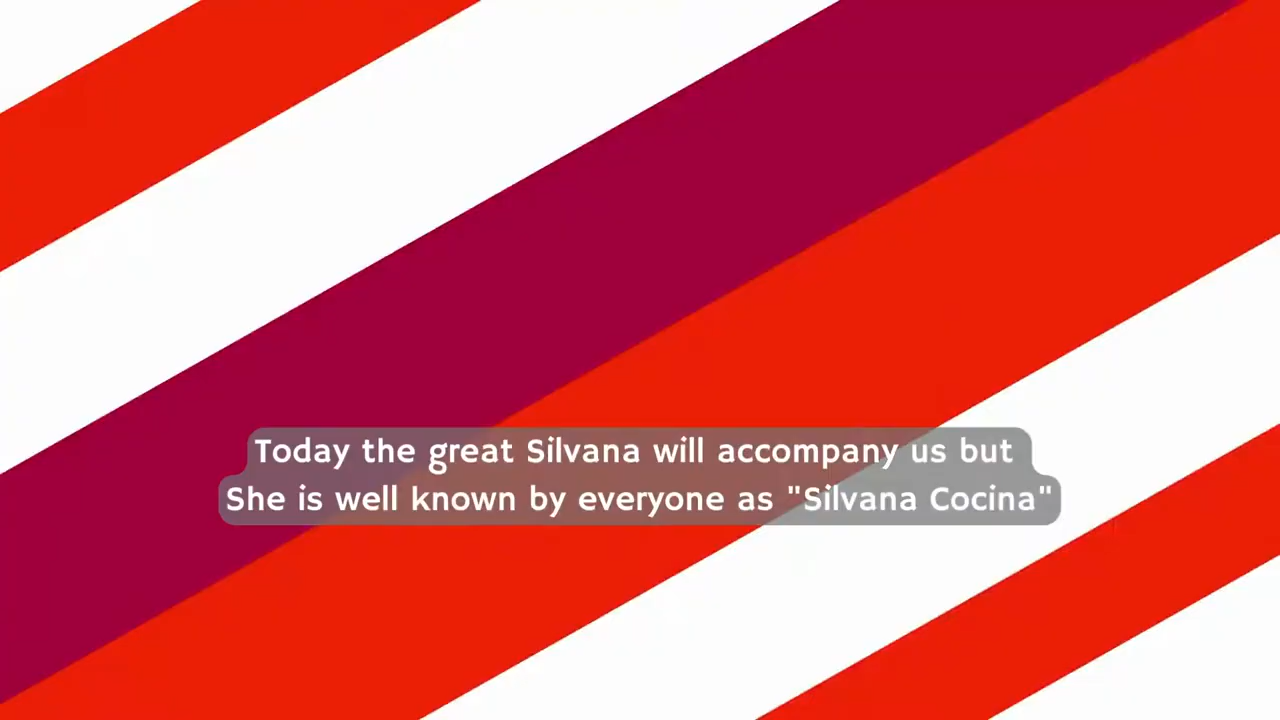 Today the great Silvana will accompany us but
She is well known by everyone as "Silvana Cocina"